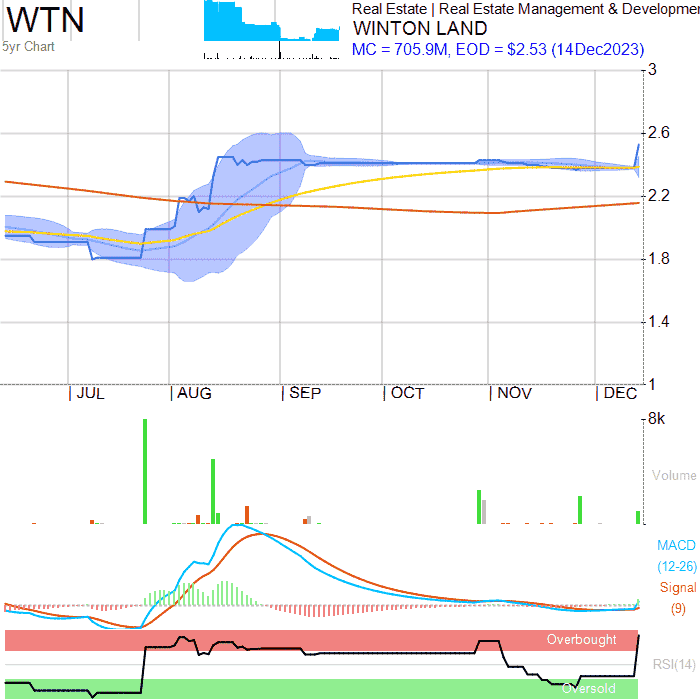 WTN
5yr Chart
Real Estate | Real Estate Management & Developmen
WINTON LAND
MC = 705.9M, EOD = $2.53 (14Dec2023)
3
2.6
2.2
1.8
1.4
1
JUL AUG SEP OCT NOV DEC
8k
Volume
MACD
(12-26)
Signal
(9)
Overbought
RSI(14)
Oversold